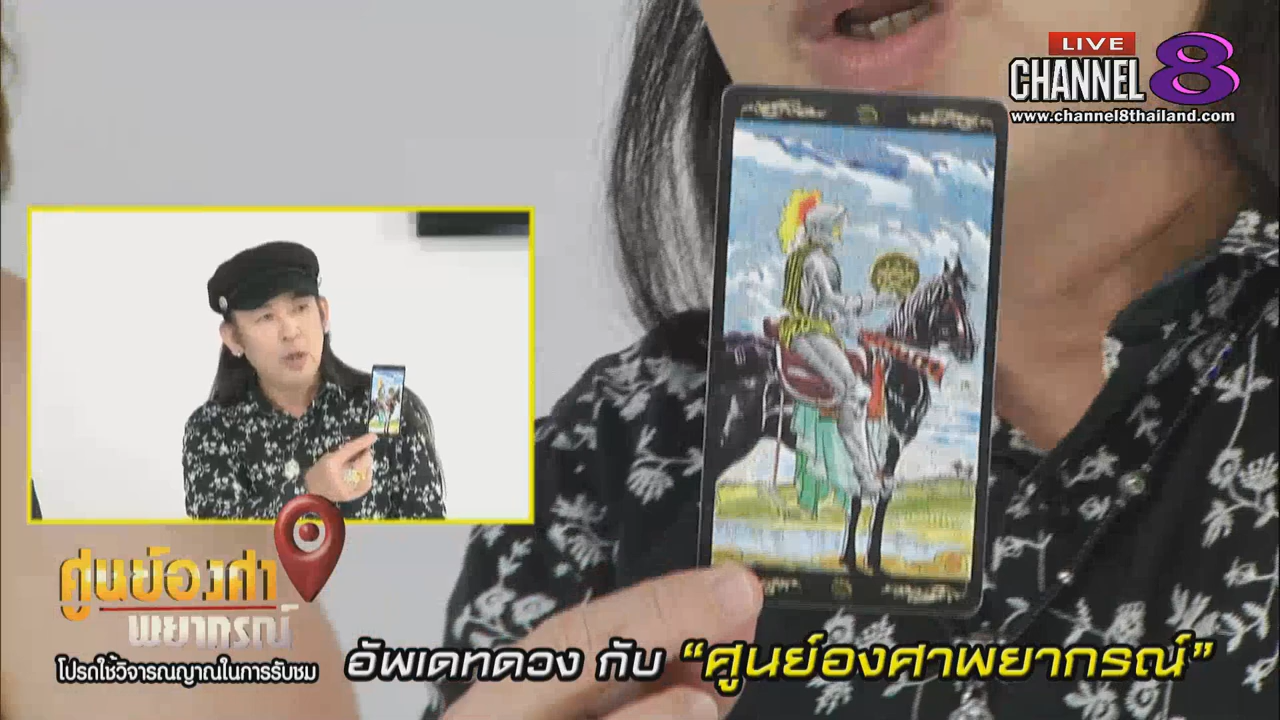 LIVE
CHANNEL 8
www.channel8thailand.com
ศูนย์องศา
พยากรณ์
โปรดใช้วิจารณญาณในการรับชม
อัพเดทดวง กับ “ศูนย์องศาพยากรณ์”